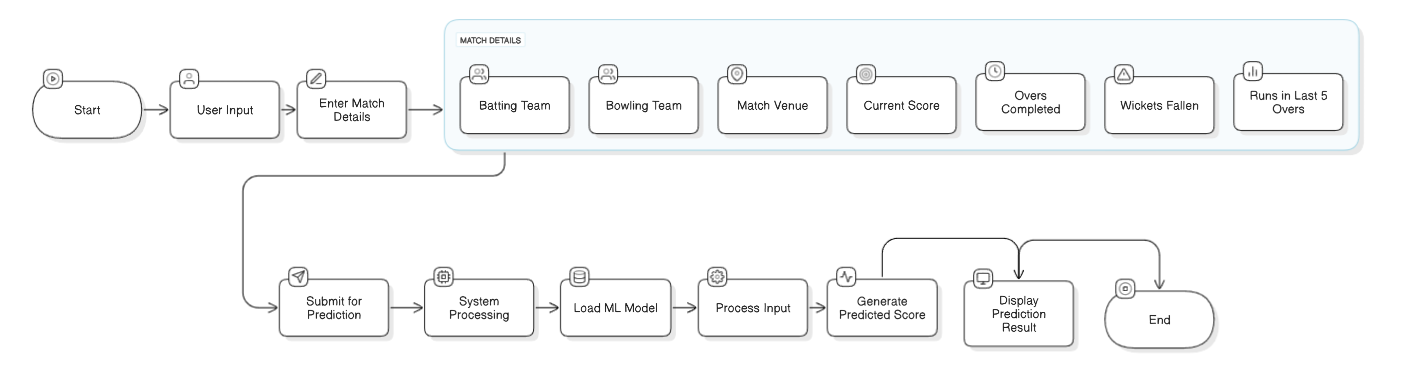 MATCH DETAILS
Start
User Input
Enter Match
Details
Batting Team
Bowling Team
Match Venue
Current Score
Overs
Completed
Wickets Fallen
Runs in Last 5
Overs
Submit for
Prediction
System
Processing
Load ML Model
Process Input
Generate
Predicted Score
Display
Prediction
Result
End